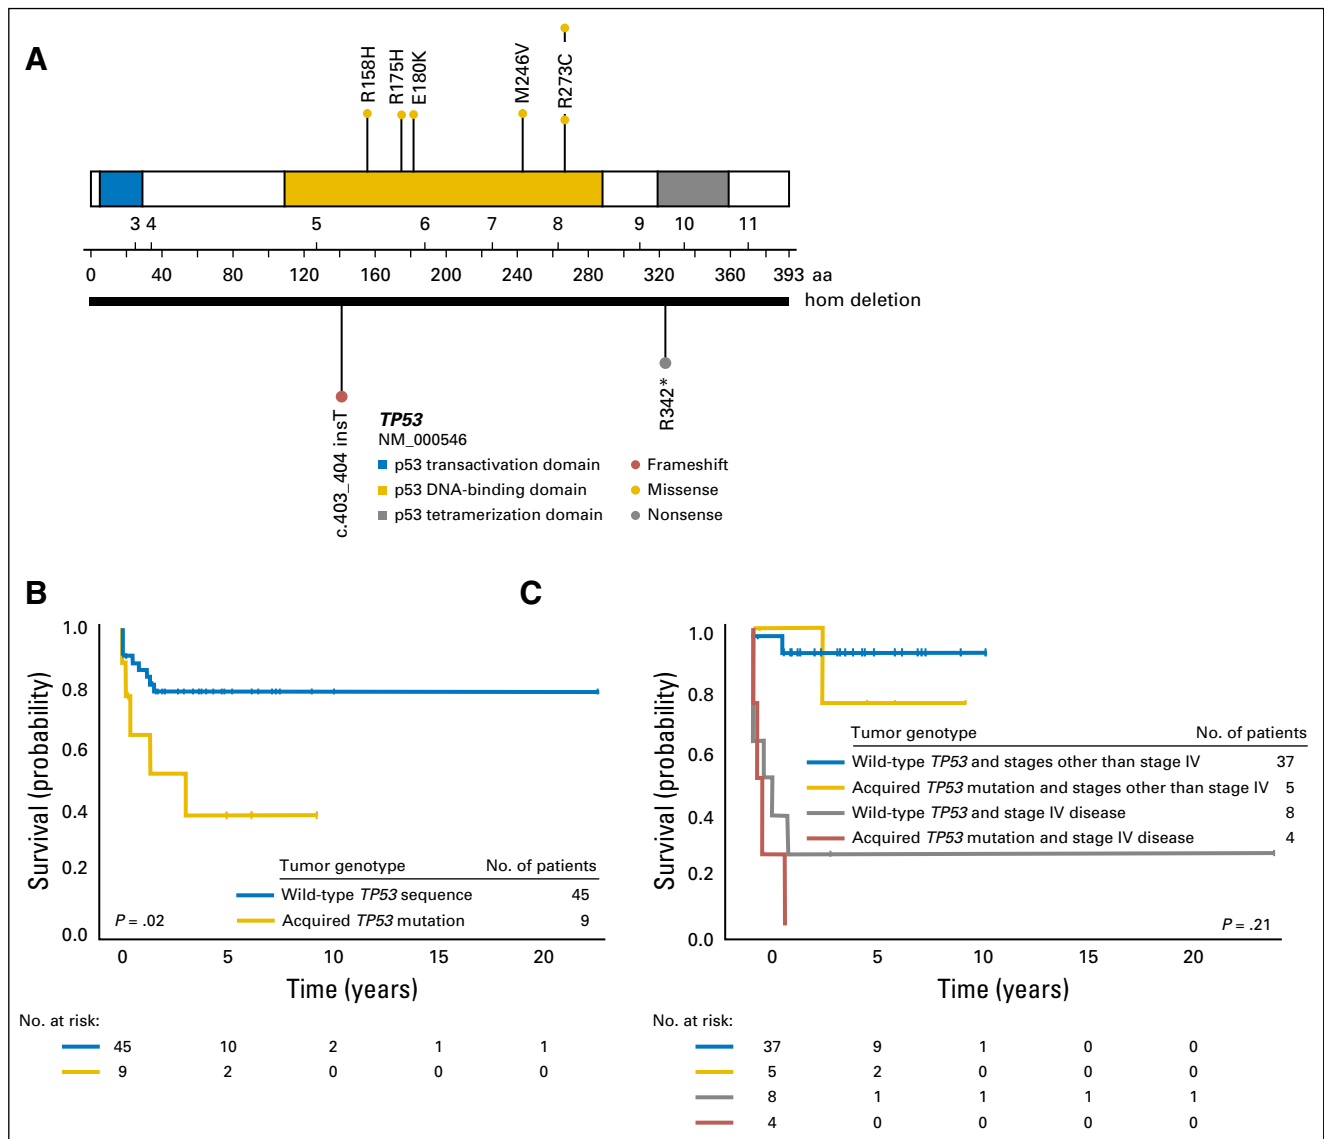 A
R158H
R175H
E180K
M246V
R273C
3 4 5 6 7 8 9 10 11
0 40 80 120 160 200 240 280 320 360 393 aa
hom deletion
c.403_404 insT
R342*
TP53
NM_000546
p53 transactivation domain
p53 DNA-binding domain
p53 tetramerization domain
Frameshift
Missense
Nonsense
B
Survival (probability)
1.0
0.8
0.6
0.4
0.2
0.0
Tumor genotype No. of patients
Wild-type TP53 sequence 45
Acquired TP53 mutation 9
P = .02
0 5 10 15 20
Time (years)
No. at risk:
45 10 2 1 1
9 2 0 0 0
C
Survival (probability)
1.0
0.8
0.6
0.4
0.2
0.0
Tumor genotype No. of patients
Wild-type TP53 and stages other than stage IV 37
Acquired TP53 mutation and stages other than stage IV 5
Wild-type TP53 and stage IV disease 8
Acquired TP53 mutation and stage IV disease 4
P = .21
0 5 10 15 20
Time (years)
No. at risk:
37 9 1 0 0
5 2 0 0 0
8 1 1 1 1
4 0 0 0 0